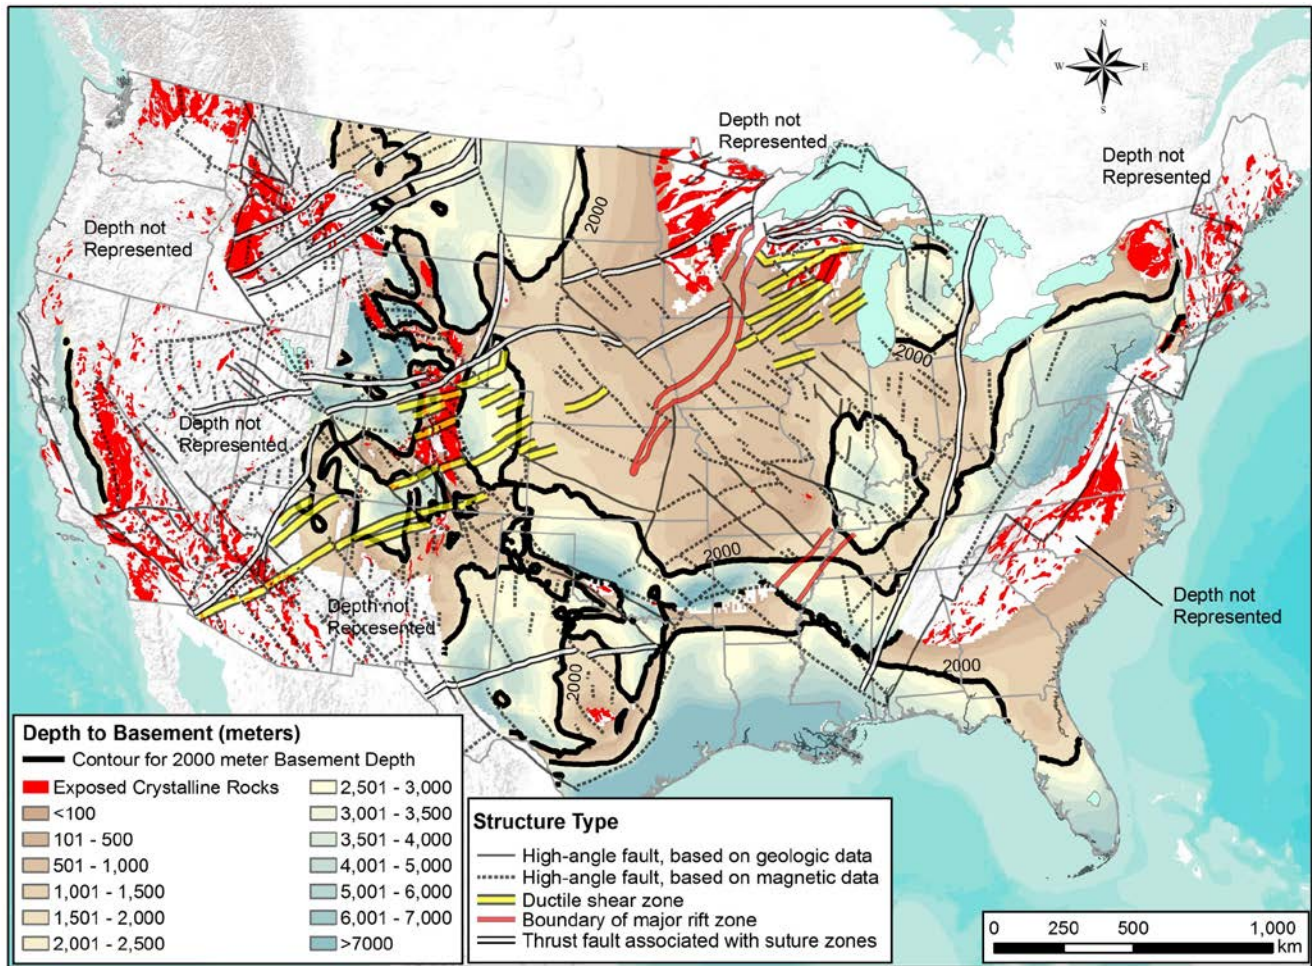 N
W
E
S
Depth not
Represented
Depth not
Represented
Depth not
Represented
2000
2000
Depth not
Represented
2000
Depth not
Represented
Depth not
Represented
2000
2000
Depth to Basement (meters)
Contour for 2000 meter Basement Depth
Exposed Crystalline Rocks
<100
101 - 500
501 - 1,000
1,001 - 1,500
1,501 - 2,000
2,001 - 2,500
2,501 - 3,000
3,001 - 3,500
3,501 - 4,000
4,001 - 5,000
5,001 - 6,000
6,001 - 7,000
>7000
Structure Type
High-angle fault, based on geologic data
High-angle fault, based on magnetic data
Ductile shear zone
Boundary of major rift zone
Thrust fault associated with suture zones
0 250 500 1,000
km